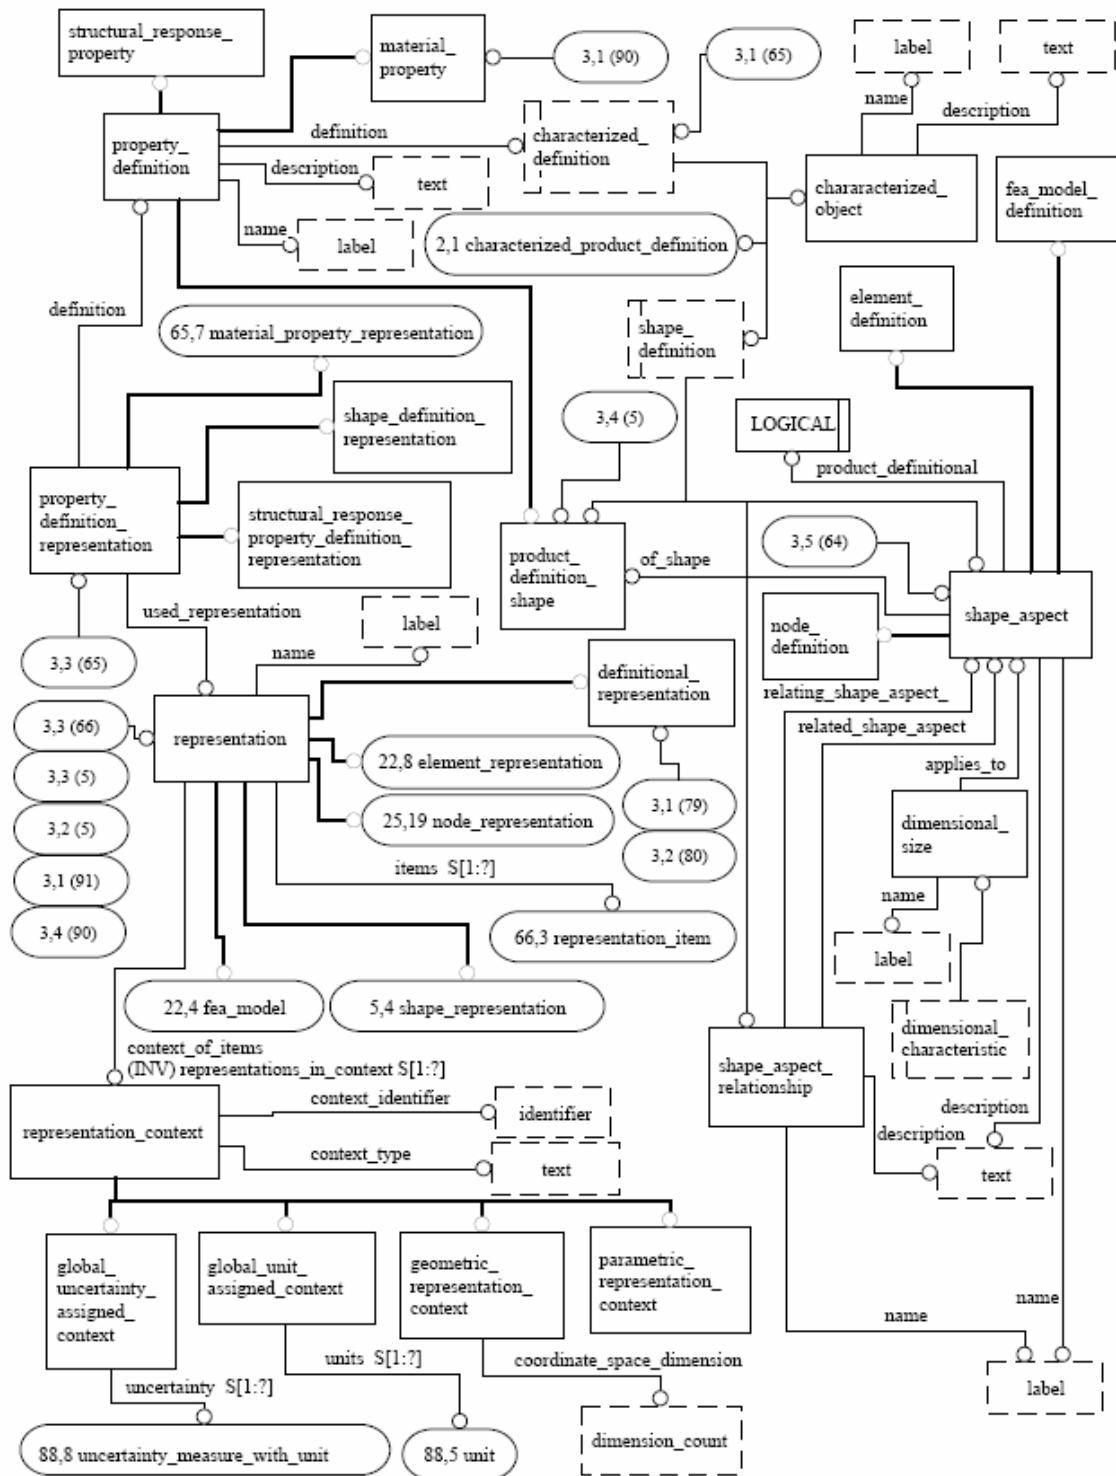 structural_response_
property
material_
property
3,1 (90)
3,1 (65)
label
text
name
description
property_
definition
definition
characterized_
definition
description
text
chararacterized_
object
fea_model_
definition
name
label
2,1 characterized_product_definition
definition
element_
definition
65,7 material_property_representation
shape_
definition
shape_definition_
representation
3,4 (5)
LOGICAL
product_definitional
property_
definition_
representation
structural_response_
property_definition_
representation
product_
definition_
shape
of_shape
3,5 (64)
shape_aspect
used_representation
label
node_
definition
name
3,3 (65)
definitional_
representation
relating_shape_aspect_
related_shape_aspect
3,3 (66)
representation
22,8 element_representation
applies_to
3,3 (5)
25,19 node_representation
3,1 (79)
dimensional_
size
3,2 (5)
3,2 (80)
items S[1:?]
name
3,1 (91)
3,4 (90)
66,3 representation_item
label
22,4 fea_model
5,4 shape_representation
dimensional_
characteristic
context_of_items
(INV) representations_in_context S[1:?]
shape_aspect_
relationship
context_identifier
identifier
description
representation_context
description
context_type
text
text
global_
uncertainty_
assigned_
context
global_unit_
assigned_context
geometric_
representation_
context
parametric_
representation_
context
name
name
units S[1:?]
coordinate_space_dimension
uncertainty S[1:?]
label
88,8 uncertainty_measure_with_unit
88,5 unit
dimension_count